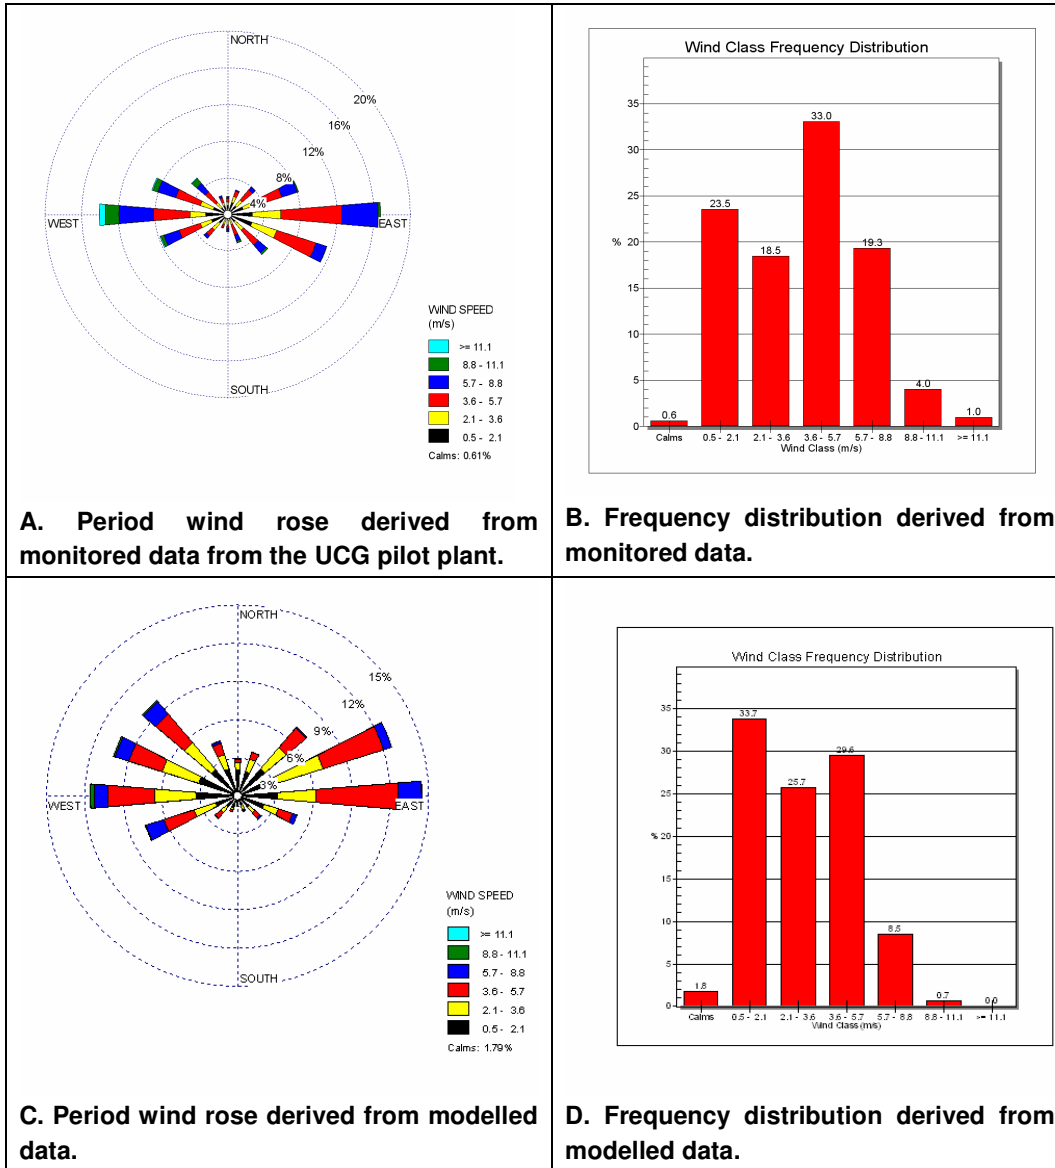 NORTH
20%
16%
12%
8%
4%
WEST
EAST
SOUTH
WIND SPEED
(m/s)
>= 11.1
8.8 - 11.1
5.7 - 8.8
3.6 - 5.7
2.1 - 3.6
0.5 - 2.1
Calms: 0.61%
A. Period wind rose derived from
monitored data from the UCG pilot plant.
Wind Class Frequency Distribution
35
30
25
% 20
15
10
5
0
0.6
23.5
18.5
33.0
19.3
4.0
1.0
Calms 0.5 - 2.1 2.1 - 3.6 3.6 - 5.7 5.7 - 8.8 8.8 - 11.1 >= 11.1
Wind Class (m/s)
B. Frequency distribution derived from
monitored data.
NORTH
15%
12%
9%
6%
3%
WEST
EAST
SOUTH
WIND SPEED
(m/s)
>= 11.1
8.8 - 11.1
5.7 - 8.8
3.6 - 5.7
2.1 - 3.6
0.5 - 2.1
Calms: 1.79%
C. Period wind rose derived from modelled
data.
Wind Class Frequency Distribution
35
30
25
% 20
15
10
5
0
1.8
33.7
25.7
29.6
8.5
0.7
0.0
Calms 0.5 - 2.1 2.1 - 3.6 3.6 - 5.7 5.7 - 8.8 8.8 - 11.1 >= 11.1
Wind Class (m/s)
D. Frequency distribution derived from
modelled data.